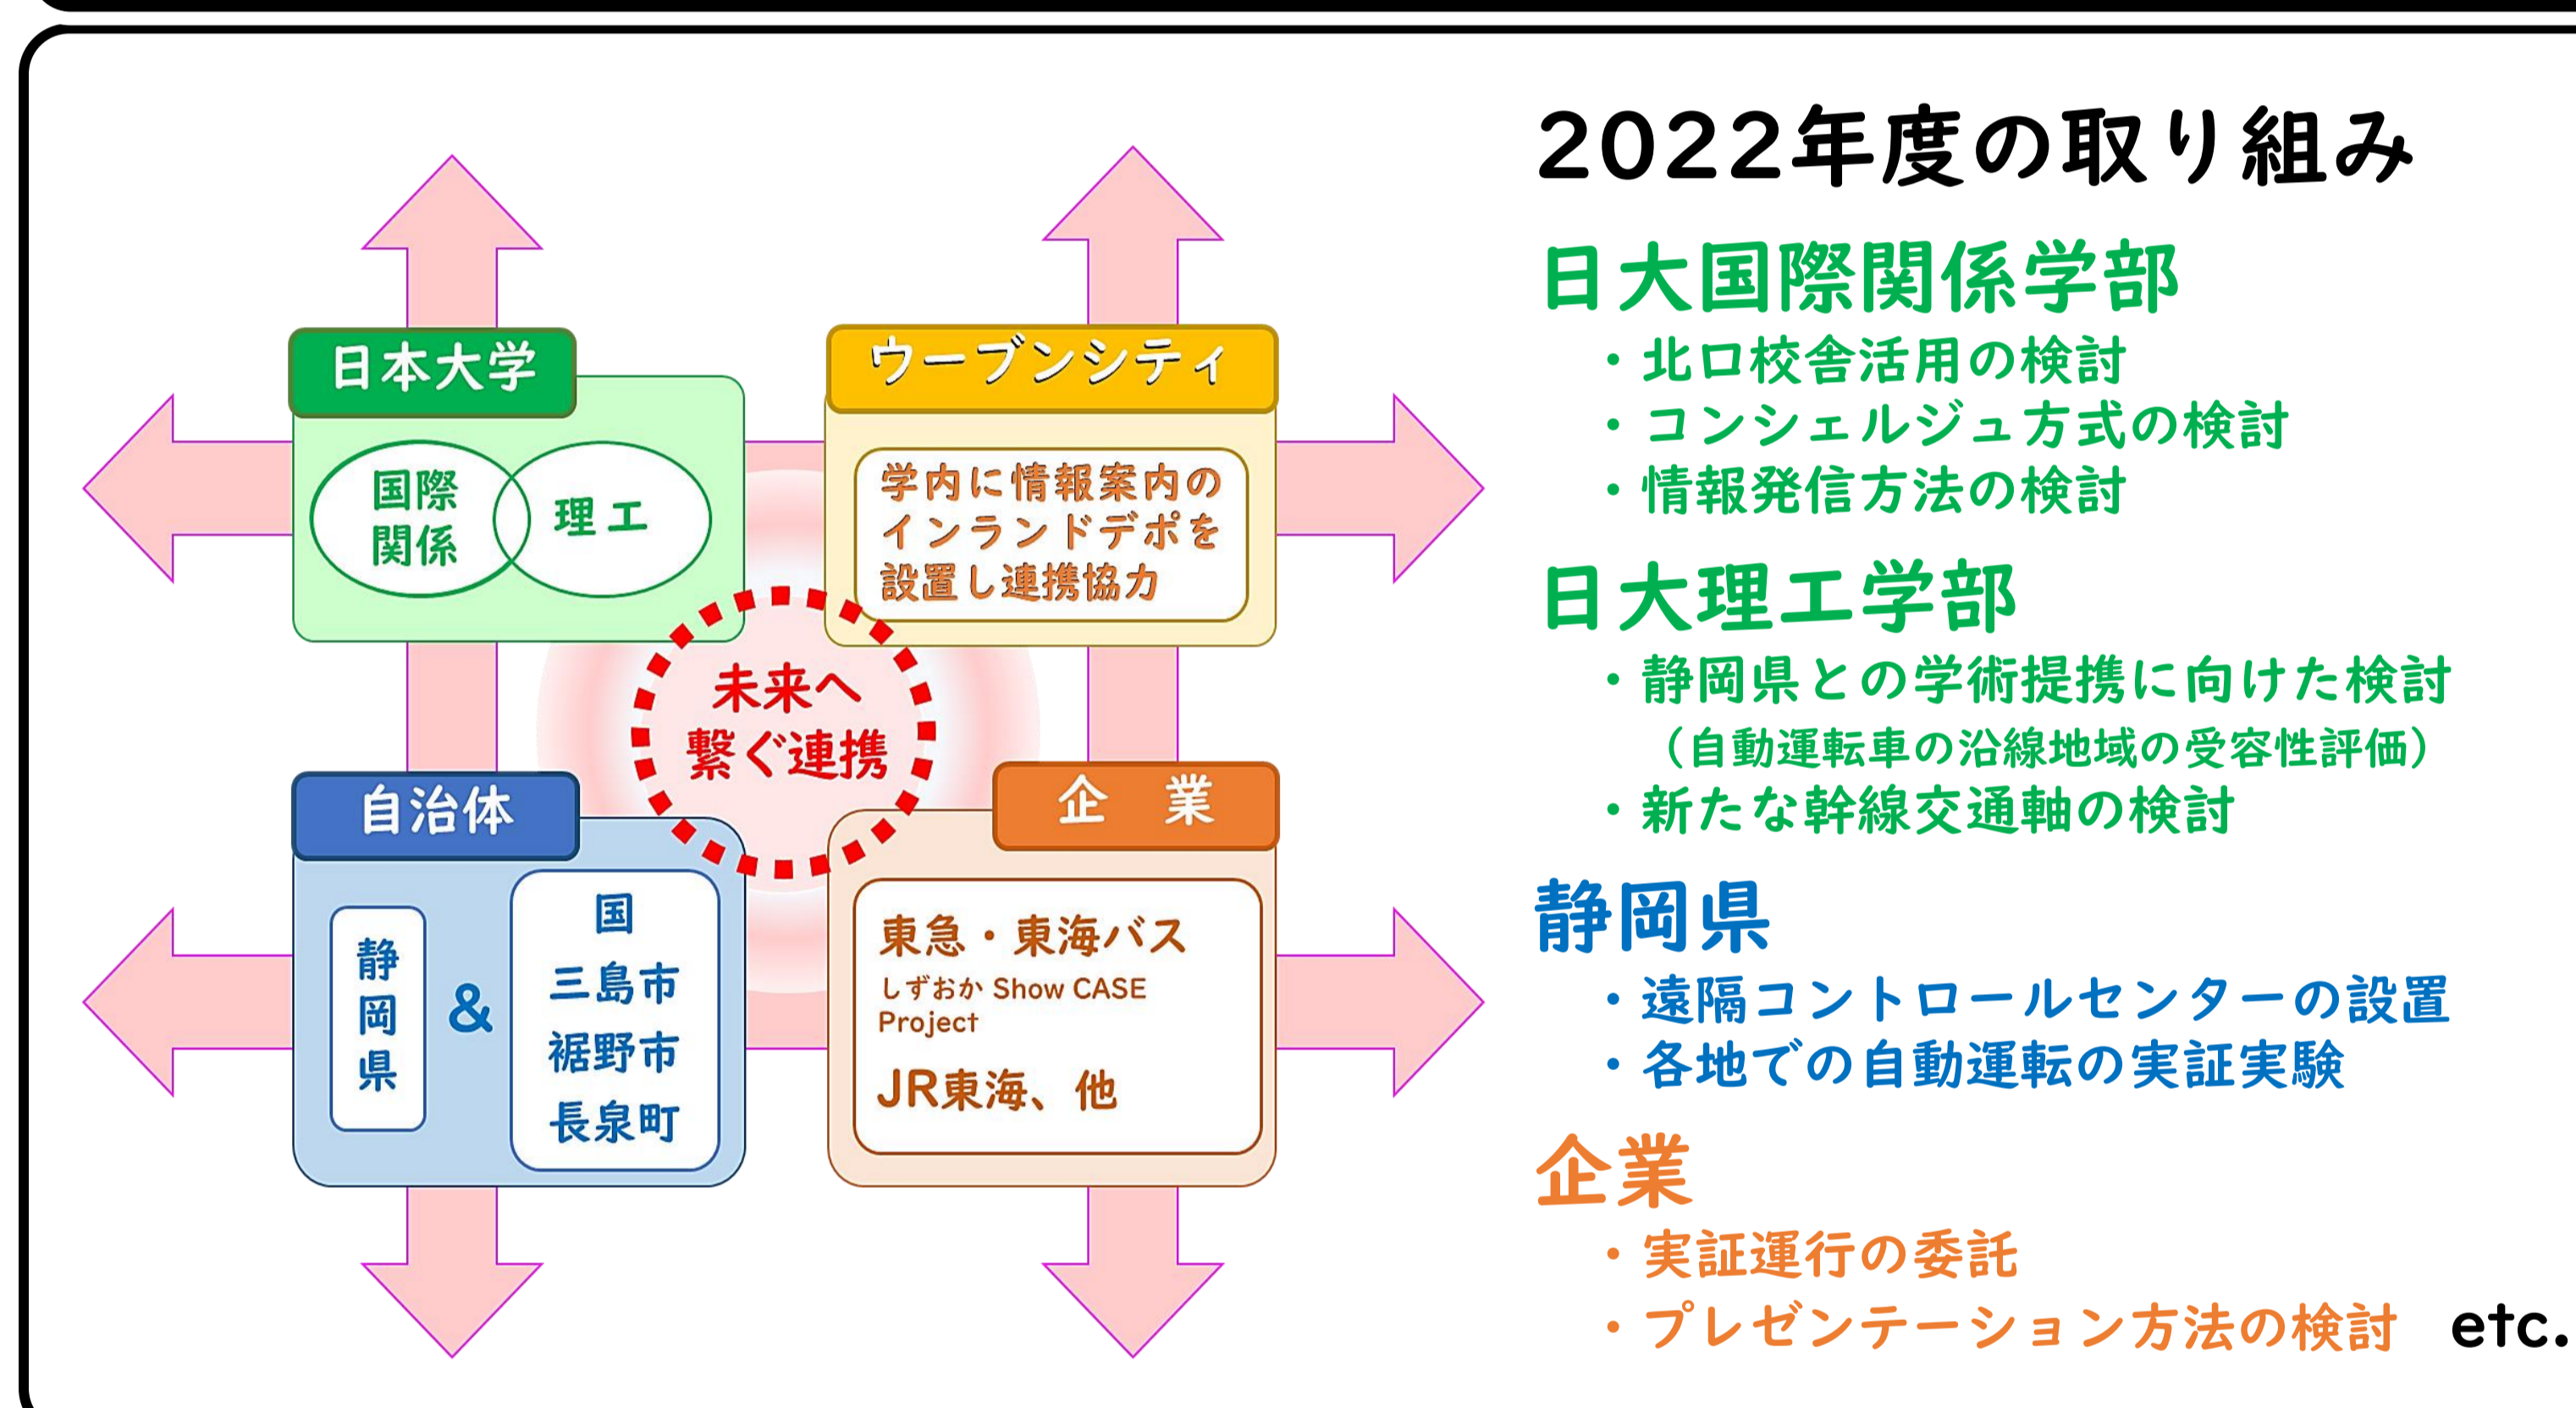 日本大学
国際
関係
理工
ウーブンシティ
学内に情報案内の
インランドデポを
設置し連携協力
未来へ
繋ぐ連携
自治体
静
岡
県
&
国
三島市
裾野市
長泉町
企　業
東急・東海バス
しずおか Show CASE
Project
JR東海、他
2022年度の取り組み
日大国際関係学部
・北口校舎活用の検討
・コンシェルジュ方式の検討
・情報発信方法の検討
日大理工学部
・静岡県との学術提携に向けた検討
（自動運転車の沿線地域の受容性評価）
・新たな幹線交通軸の検討
静岡県
・遠隔コントロールセンターの設置
・各地での自動運転の実証実験
企業
・実証運行の委託
・プレゼンテーション方法の検討　etc.